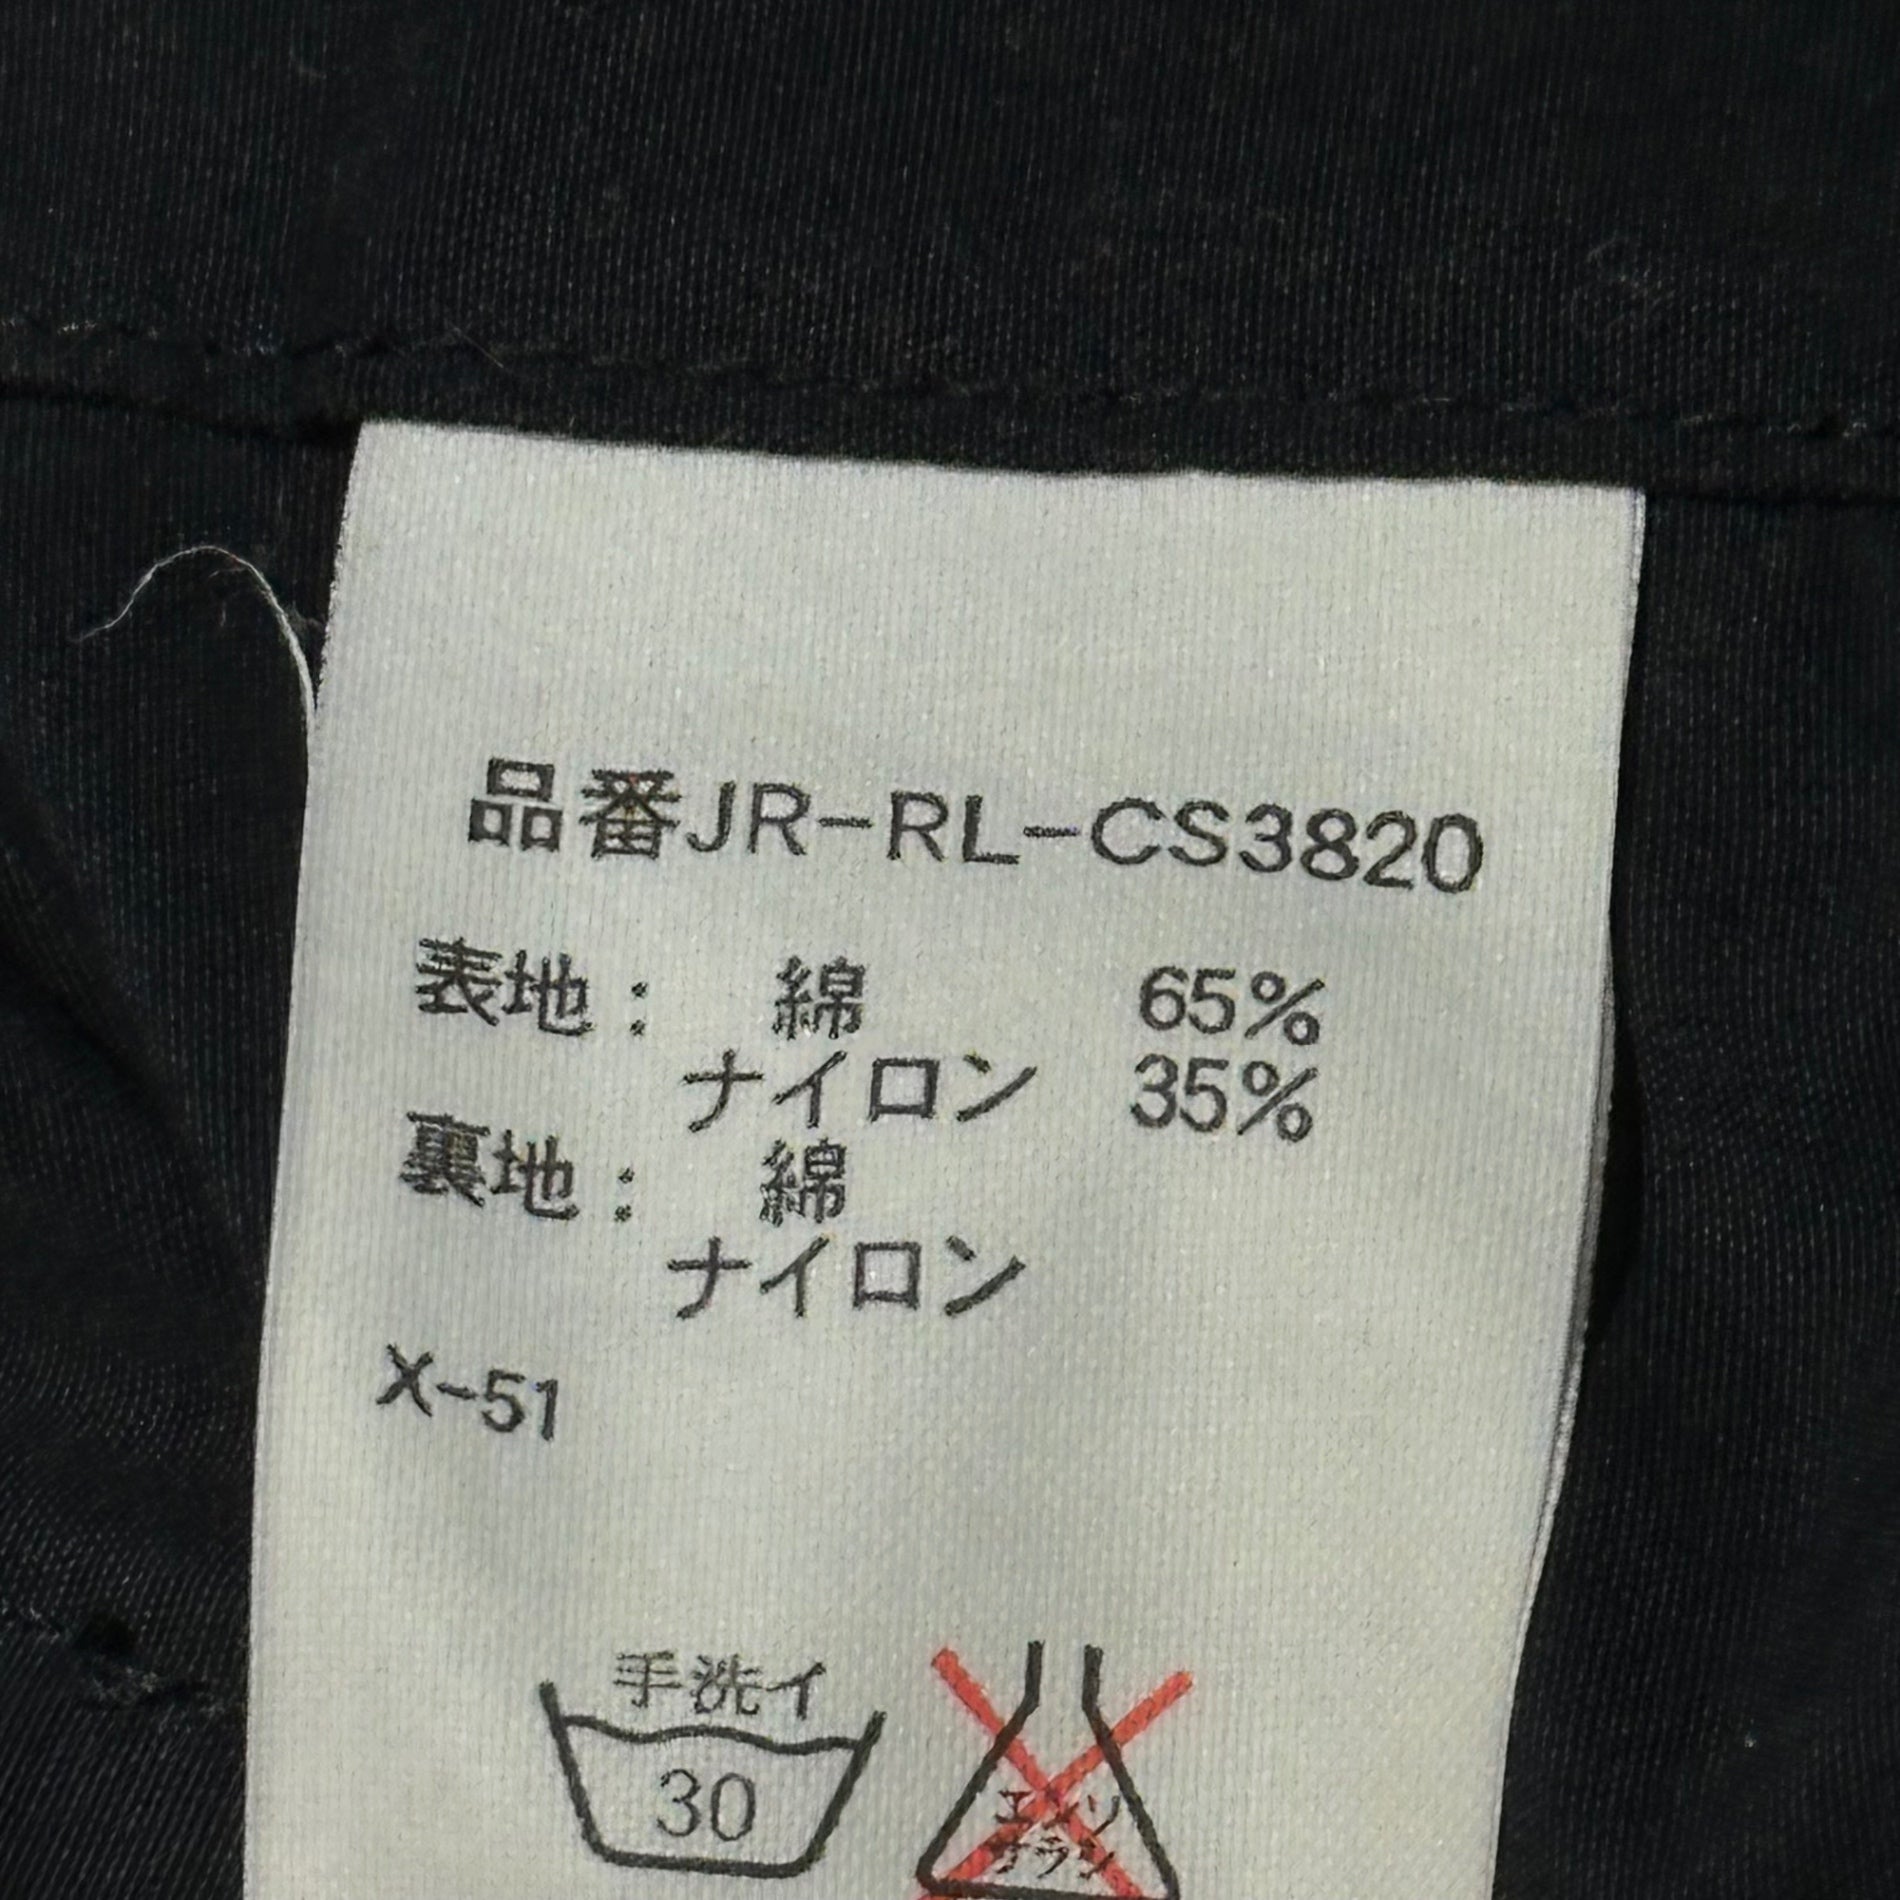 品番JR-RL-CS3820
表地: 綿 65%
ナイロン 35%
裏地: 綿
ナイロン
X-51
手洗イ
30
エンソ
サラシ